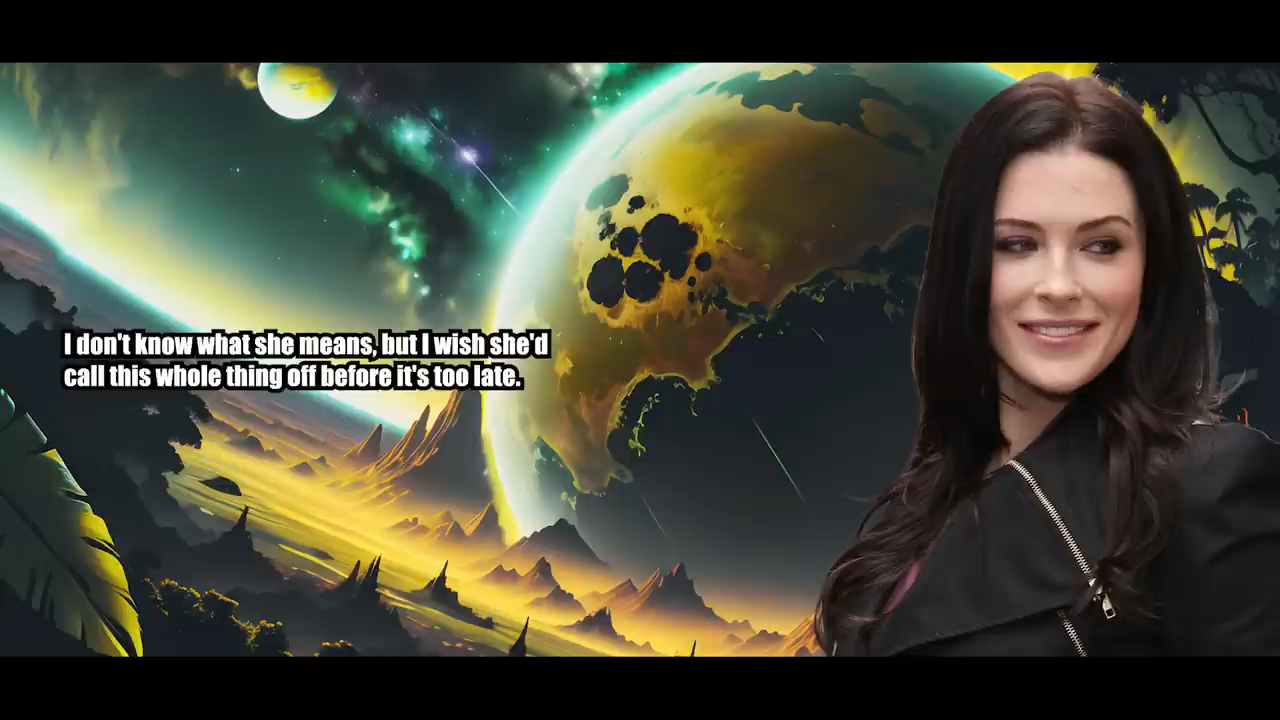 I don't know what she means, but I wish she'd
call this whole thing off before it's too late.